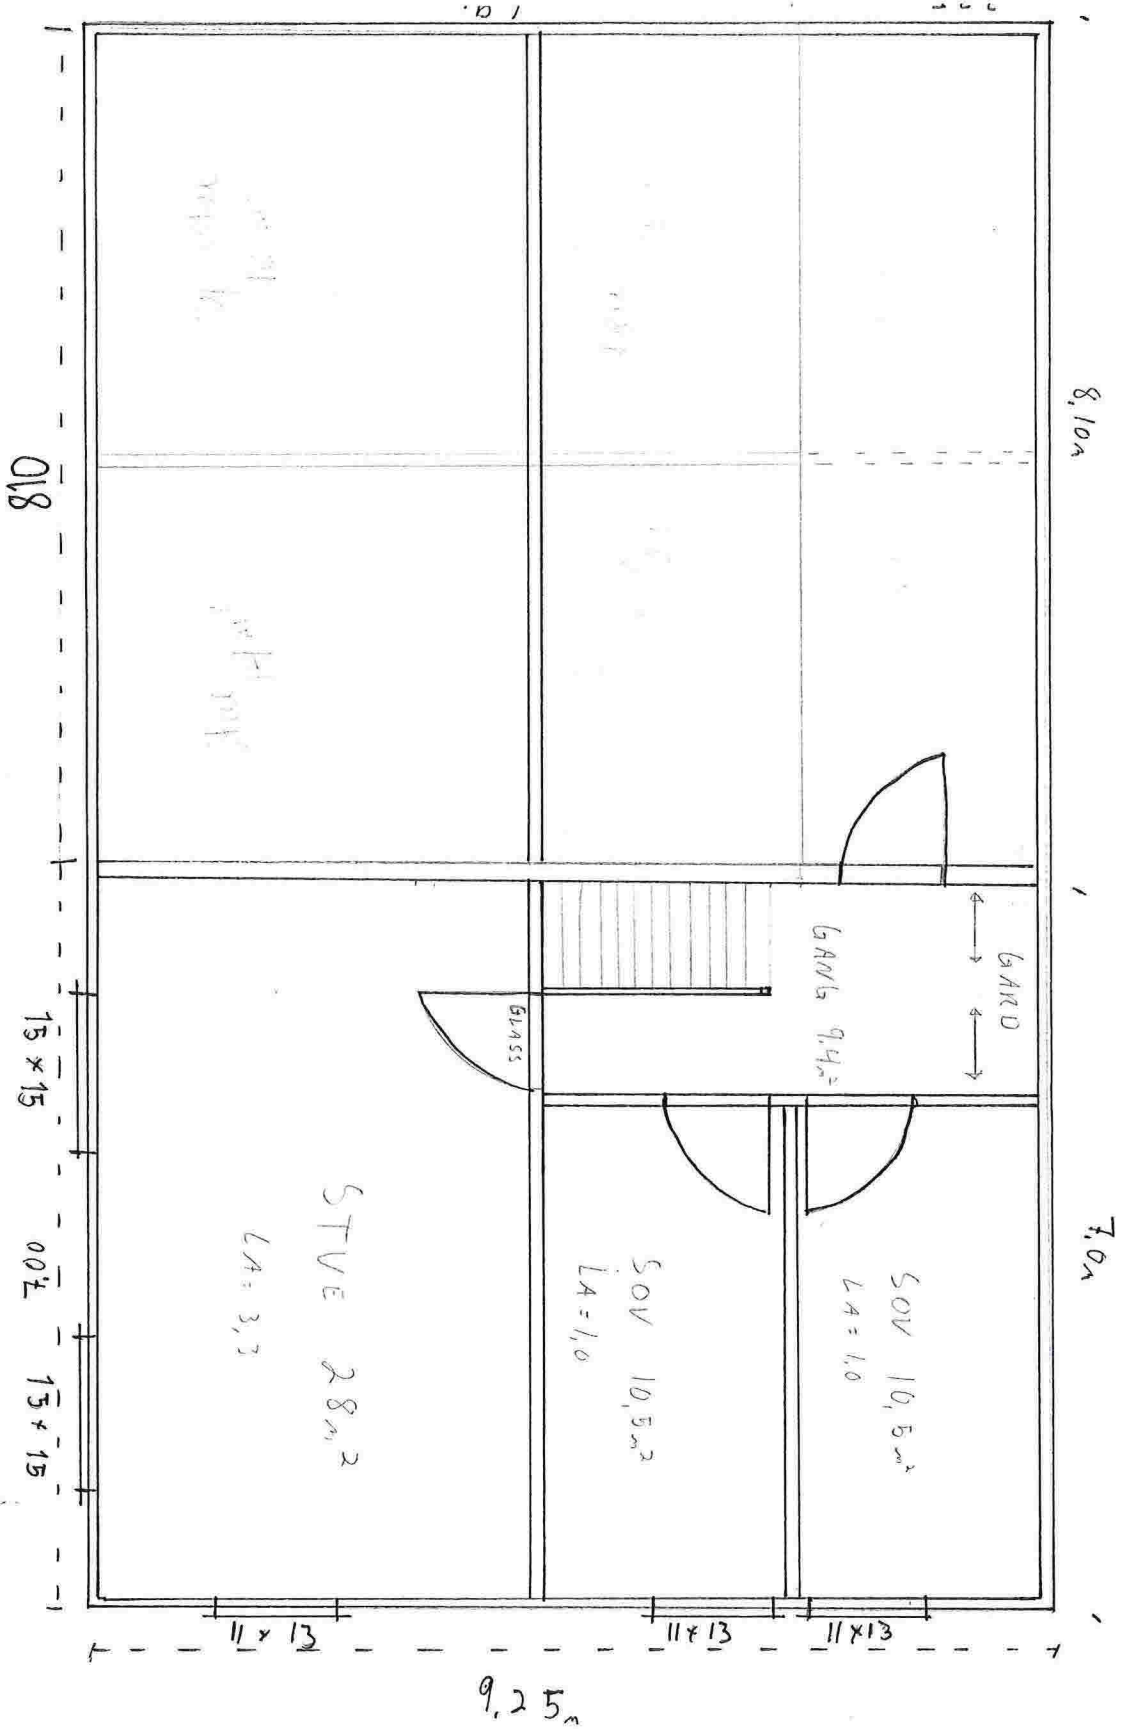 8,10m
7,0m
GARD
GANG 9.4m²
SOV 10,5m²
LA = 1.0
SOV 10,5m²
LA = 1,0
GLASS
STUE 28m²
LA = 3,3
810
15 x 15
7.00
15 x 15
11 x 13
11 x 13
11 x 13
9,25m